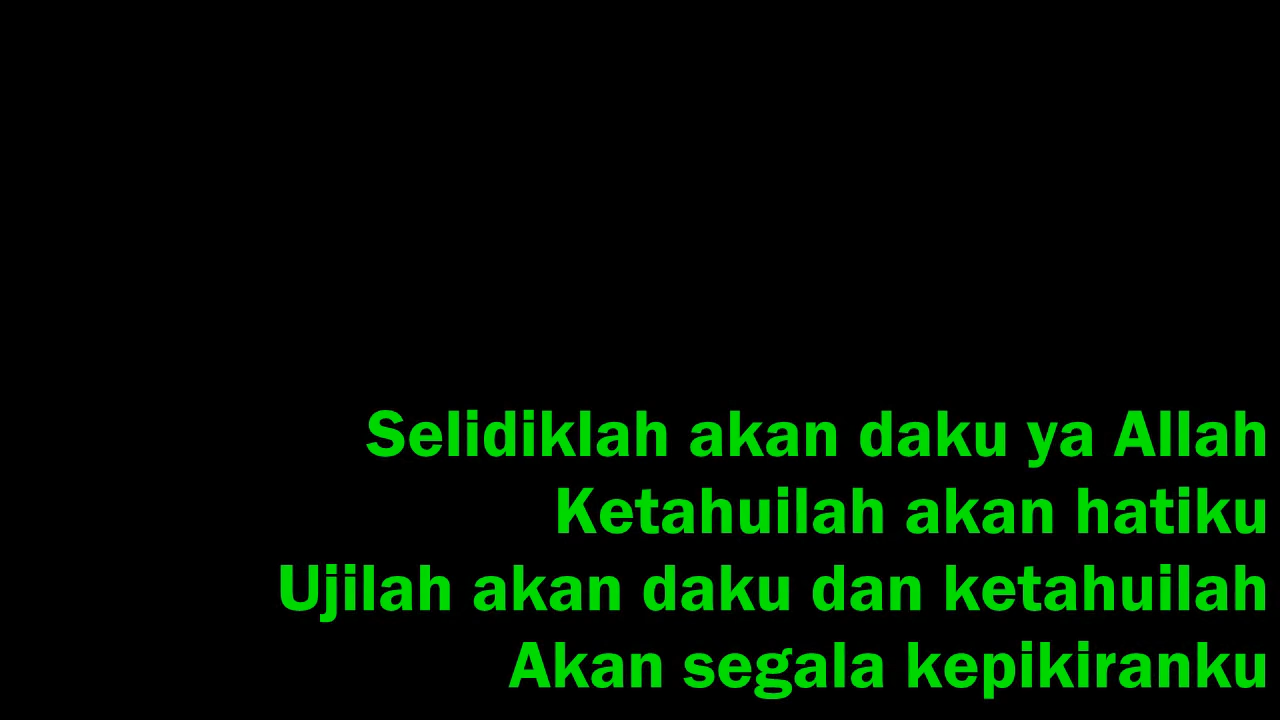 Selidiklah akan daku ya Allah
Ketahuilah akan hatiku
Ujilah akan daku dan ketahuilah
Akan segala kepikiranku